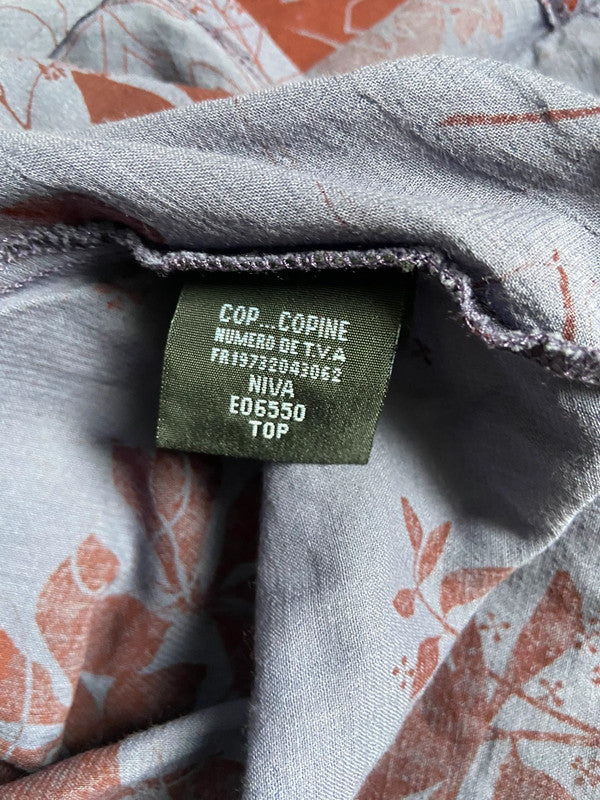 COP...COPINE
NUMERO DE T.V.A
FR19732043062
NIVA
E06550
TOP